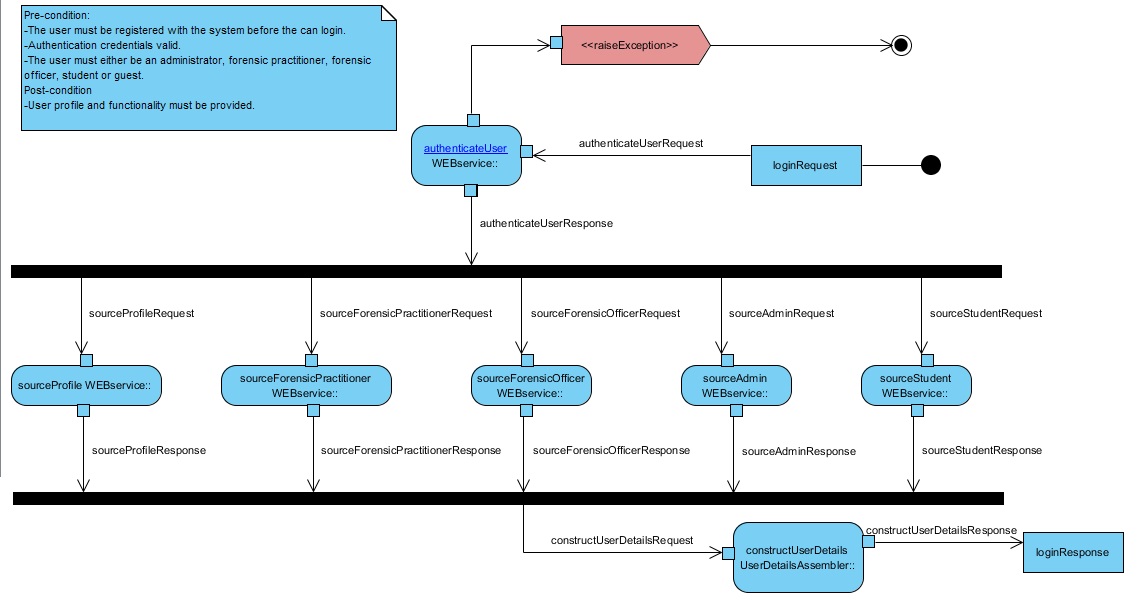 Pre-condition:
-The user must be registered with the system before the can login.
-Authentication credentials valid.
-The user must either be an administrator, forensic practitioner, forensic
officer, student or guest.
Post-condition
-User profile and functionality must be provided.
<<raiseException>>
authenticateUser
WEBservice::
authenticateUserRequest
loginRequest
authenticateUserResponse
sourceProfileRequest
sourceForensicPractitionerRequest
sourceForensicOfficerRequest
sourceAdminRequest
sourceStudentRequest
sourceProfile WEBservice::
sourceForensicPractitioner
WEBservice::
sourceForensicOfficer
WEBservice::
sourceAdmin
WEBservice::
sourceStudent
WEBservice::
sourceProfileResponse
sourceForensicPractitionerResponse
sourceForensicOfficerResponse
sourceAdminResponse
sourceStudentResponse
constructUserDetailsRequest
constructUserDetails
UserDetailsAssembler::
constructUserDetailsResponse
loginResponse